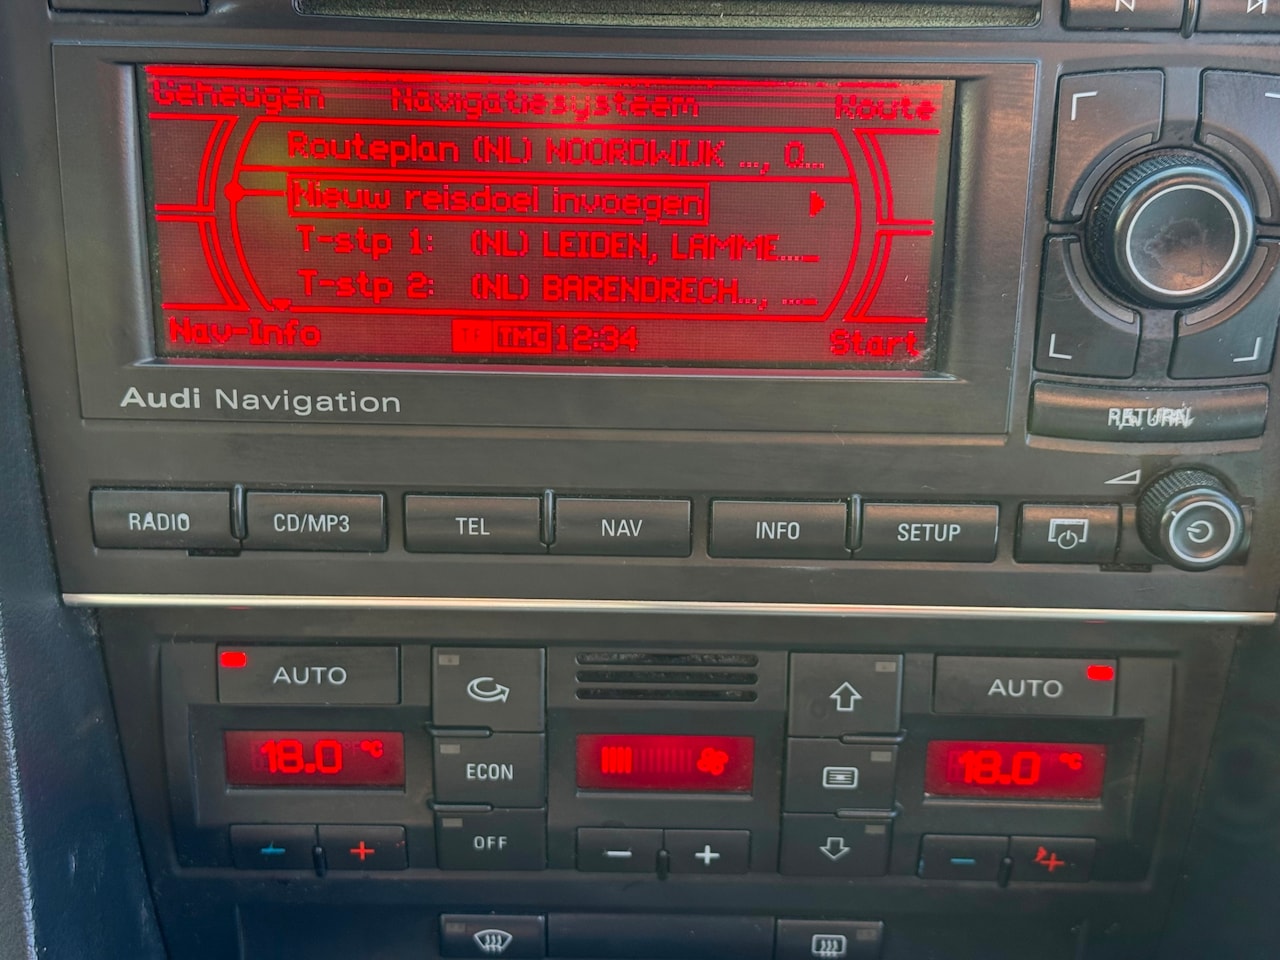 Geheugen Navigatiesysteem Route
Routeplan (NL) NOORDWIJK ..., O...
Nieuw reisdoel invoegen
T-stp 1: (NL) LEIDEN, LAMME...
T-stp 2: (NL) BARENDRECH..., ...
Nav-Info TMC 12:34 Start
Audi Navigation
RETURN
RADIO CD/MP3 TEL NAV INFO SETUP
AUTO AUTO
18.0 °C 18.0 °C
ECON
OFF
- + - + - +